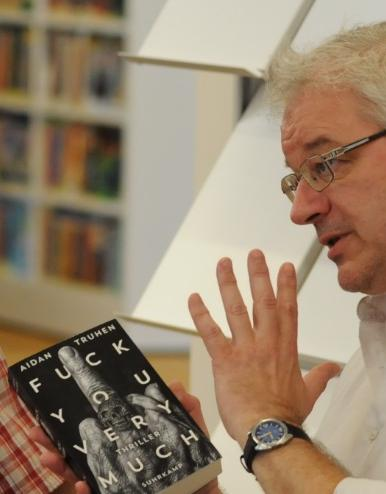 AIDAN TRUHEN
FUCK
YOU
VERY
THRILLER
MUCH
SUHRKAMP